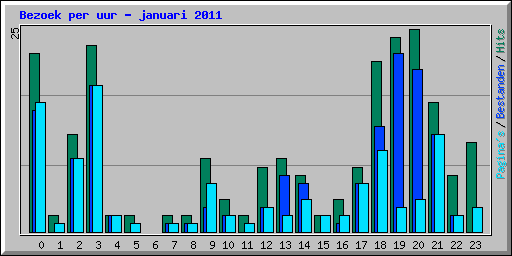 Bezoek per uur - januari 2011
25
Pagina's/Bestanden/Hits
0 1 2 3 4 5 6 7 8 9 10 11 12 13 14 15 16 17 18 19 20 21 22 23